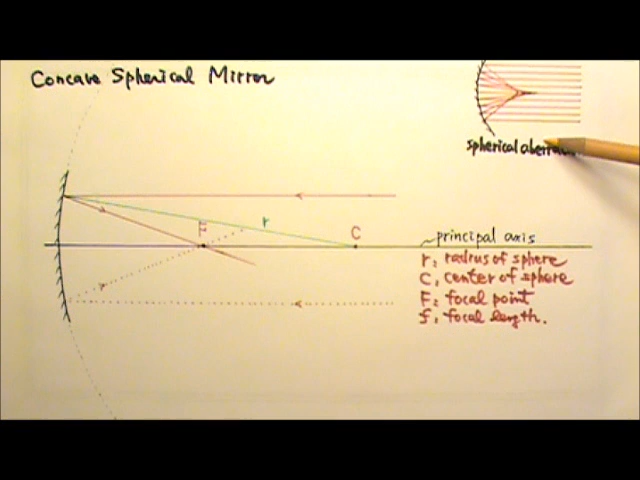 Concave Spherical Mirror
spherical
F
r
C
principal axis
r: radius of sphere
C: center of sphere
F: focal point
f: focal length.